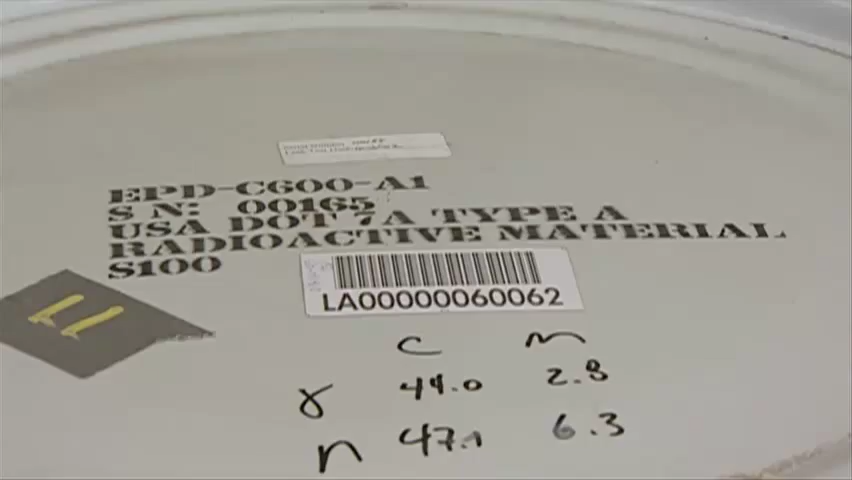 EPD-C600-A1
S N: 00165
USA DOT 7A TYPE A
RADIOACTIVE MATERIAL
S100
LA00000060062
11
C m
γ 44.0 2.8
n 47.1 6.3